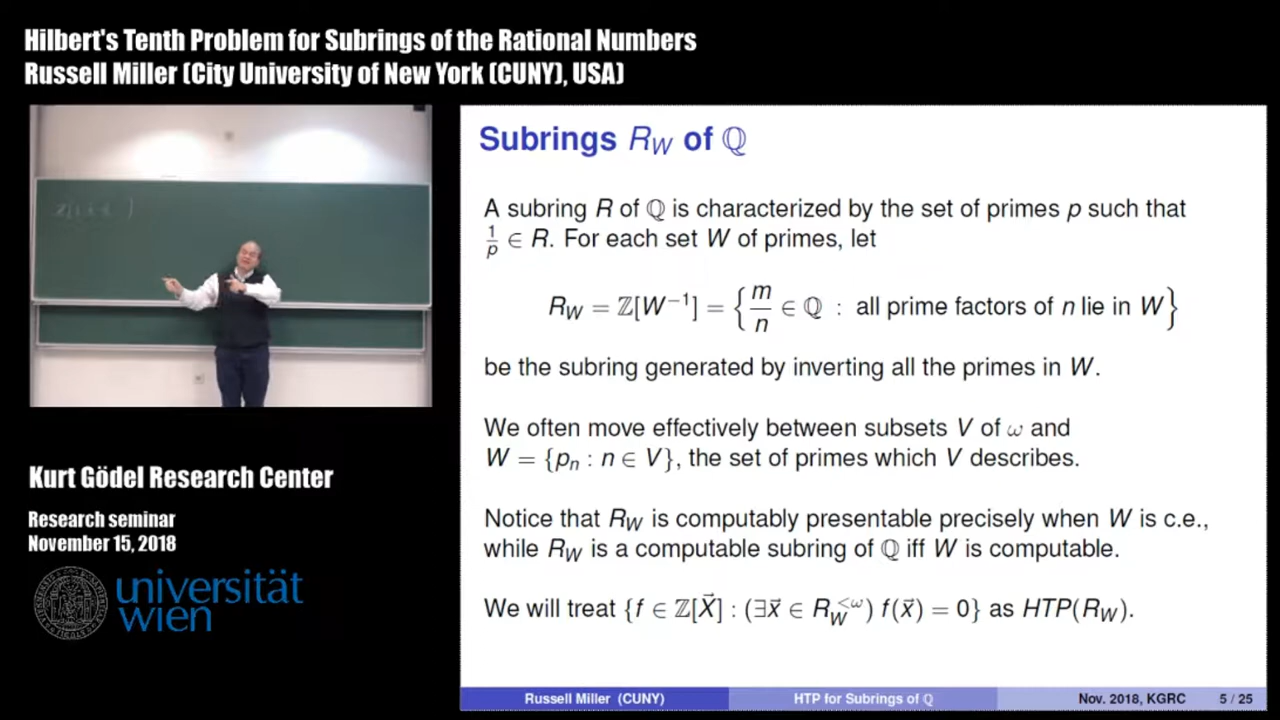 Hilbert's Tenth Problem for Subrings of the Rational Numbers
Russell Miller (City University of New York (CUNY), USA)
Subrings R_W of ℚ
A subring R of ℚ is characterized by the set of primes p such that
1/p ∈ R. For each set W of primes, let
R_W = ℤ[W⁻¹] = { m/n ∈ ℚ : all prime factors of n lie in W }
be the subring generated by inverting all the primes in W.
We often move effectively between subsets V of ω and
W = {p_n : n ∈ V}, the set of primes which V describes.
Notice that R_W is computably presentable precisely when W is c.e.,
while R_W is a computable subring of ℚ iff W is computable.
We will treat {f ∈ ℤ[X⃗] : (∃x⃗ ∈ R_W^{<ω}) f(x⃗) = 0} as HTP(R_W).
Russell Miller (CUNY)
HTP for Subrings of ℚ
Nov. 2018, KGRC
5 / 25
Kurt Gödel Research Center
Research seminar
November 15, 2018
universität
wien